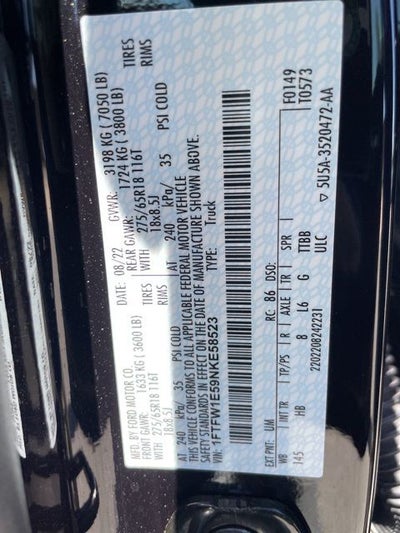 MFD. BY FORD MOTOR CO.
DATE: 08/22 GVWR: 3198 KG ( 7050 LB)
FRONT GAWR: 1633 KG ( 3600 LB) REAR GAWR: 1724 KG ( 3800 LB)
WITH 275/65R18 116T TIRES WITH 275/65R18 116T TIRES
18x8.5J RIMS 18x8.5J RIMS
AT 240 kPa/ 35 PSI COLD AT 240 kPa/ 35 PSI COLD
THIS VEHICLE CONFORMS TO ALL APPLICABLE FEDERAL MOTOR VEHICLE
SAFETY STANDARDS IN EFFECT ON THE DATE OF MANUFACTURE SHOWN ABOVE.
VIN: 1FTFW1E59NKE58523 TYPE: Truck
F0149
T0573
EXT PNT: UM RC: 86 DSO:
WB INT TR TP/PS R AXLE TR SPR
145 HB 8 L6 G TTBB
ULC
2202208242231 ▽ 5U5A-3520472-AA